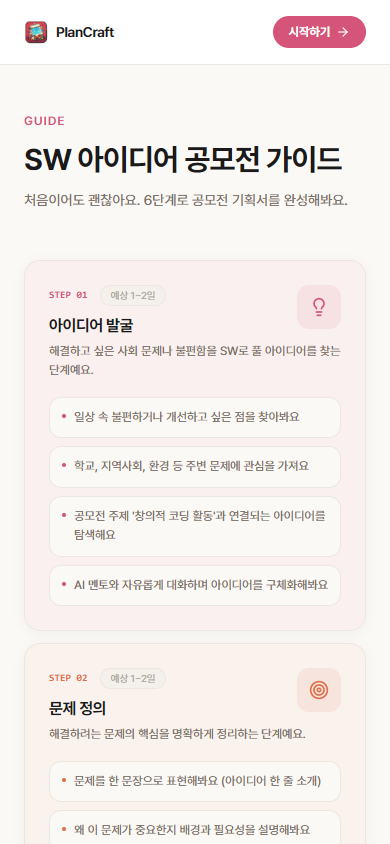 PlanCraft
시작하기 →
GUIDE
SW 아이디어 공모전 가이드
처음이어도 괜찮아요. 6단계로 공모전 기획서를 완성해봐요.
STEP 01
예상 1~2일
아이디어 발굴
해결하고 싶은 사회 문제나 불편함을 SW로 풀 아이디어를 찾는
단계예요.
• 일상 속 불편하거나 개선하고 싶은 점을 찾아봐요
• 학교, 지역사회, 환경 등 주변 문제에 관심을 가져요
• 공모전 주제 '창의적 코딩 활동'과 연결되는 아이디어를
탐색해요
• AI 멘토와 자유롭게 대화하며 아이디어를 구체화해봐요
STEP 02
예상 1~2일
문제 정의
해결하려는 문제의 핵심을 명확하게 정리하는 단계예요.
• 문제를 한 문장으로 표현해봐요 (아이디어 한 줄 소개)
• 왜 이 문제가 중요한지 배경과 필요성을 설명해봐요